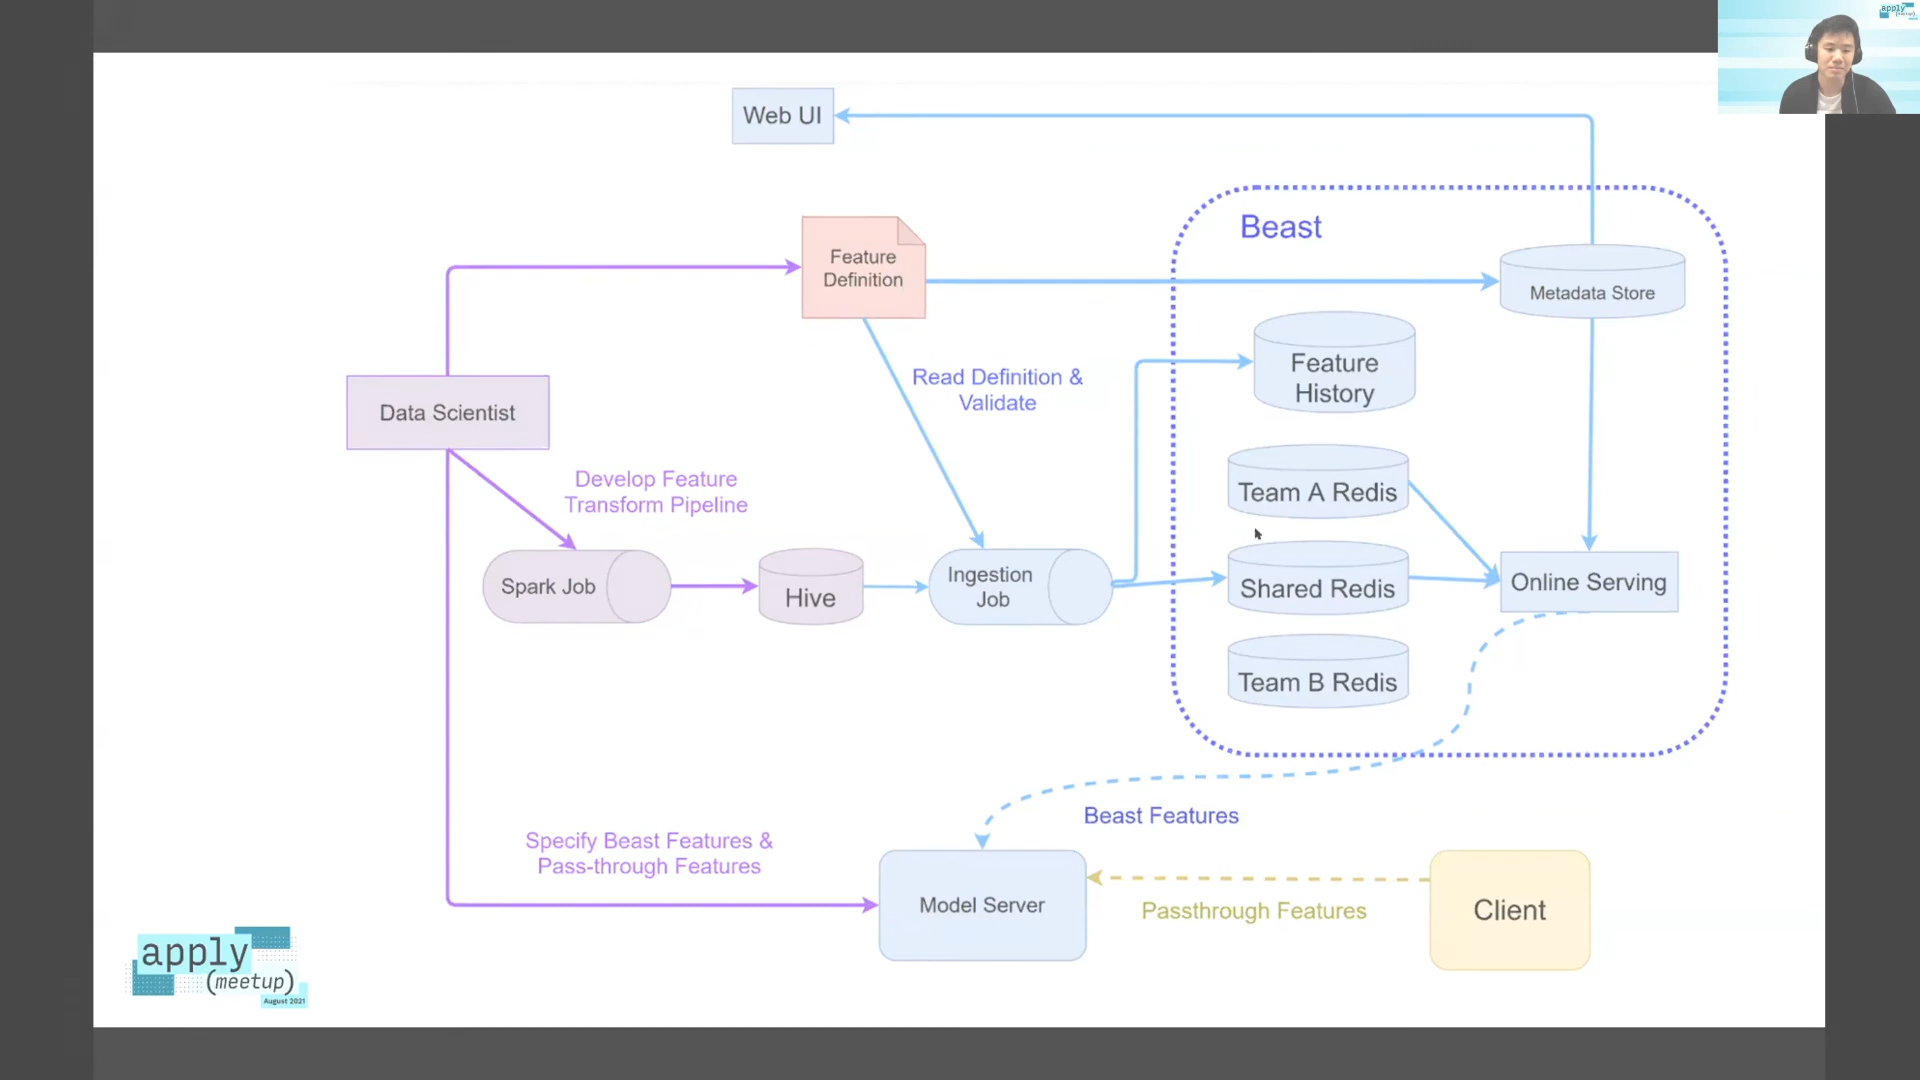 apply
(meetup)
Web UI
Beast
Feature
Definition
Metadata Store
Read Definition &
Validate
Feature
History
Data Scientist
Develop Feature
Transform Pipeline
Team A Redis
Spark Job
Hive
Ingestion
Job
Shared Redis
Online Serving
Team B Redis
Beast Features
Specify Beast Features &
Pass-through Features
Model Server
Passthrough Features
Client
apply
(meetup)
August 2021